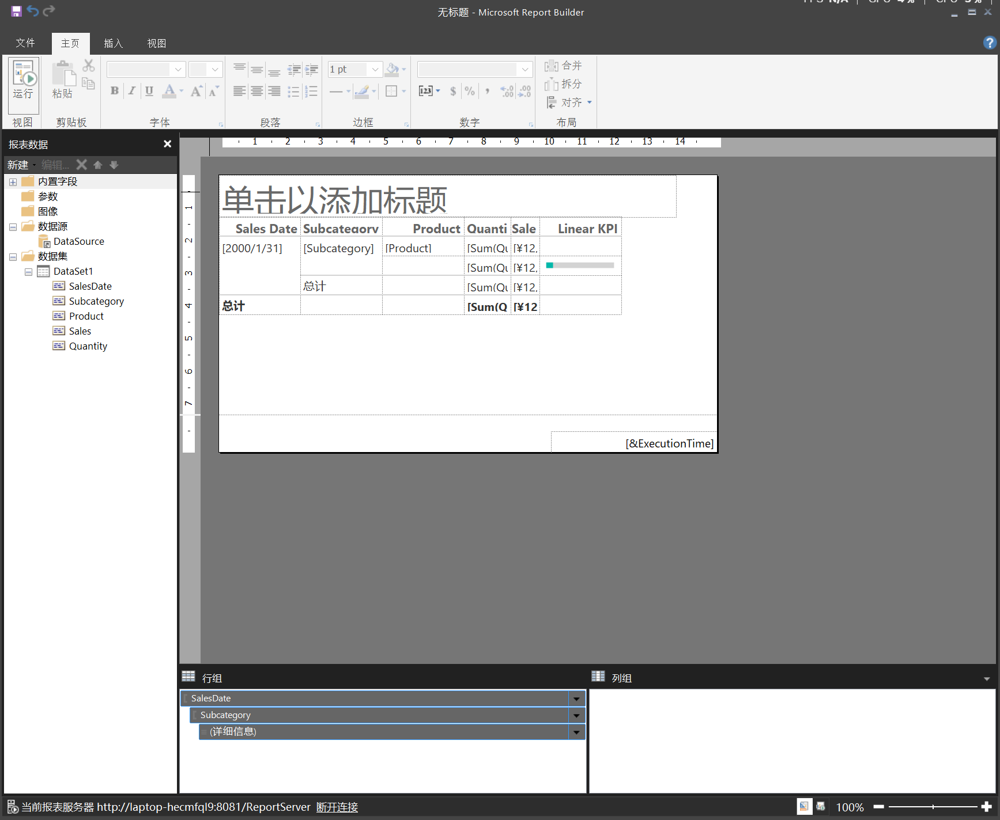 无标题 - Microsoft Report Builder
文件 主页 插入 视图
运行
视图
粘贴
剪贴板
B I U A A A
字体
段落
1 pt
边框
123 $ % ,
数字
合并
拆分
对齐
布局
报表数据
新建 编辑...
内置字段
参数
图像
数据源
DataSource
数据集
DataSet1
SalesDate
Subcategory
Product
Sales
Quantity
1 2 3 4 5 6 7 8 9 10 11 12 13 14
1
2
3
4
5
6
7
单击以添加标题
Sales Date Subcategory Product Quanti Sale Linear KPI
[2000/1/31] [Subcategory] [Product] [Sum(Qu [¥12,
[Sum(Qu [¥12,
总计 [Sum(Qu [¥12,
总计 [Sum(Q [¥12
[&ExecutionTime]
行组
SalesDate
Subcategory
(详细信息)
列组
当前报表服务器 http://laptop-hecmfql9:8081/ReportServer 断开连接
100%